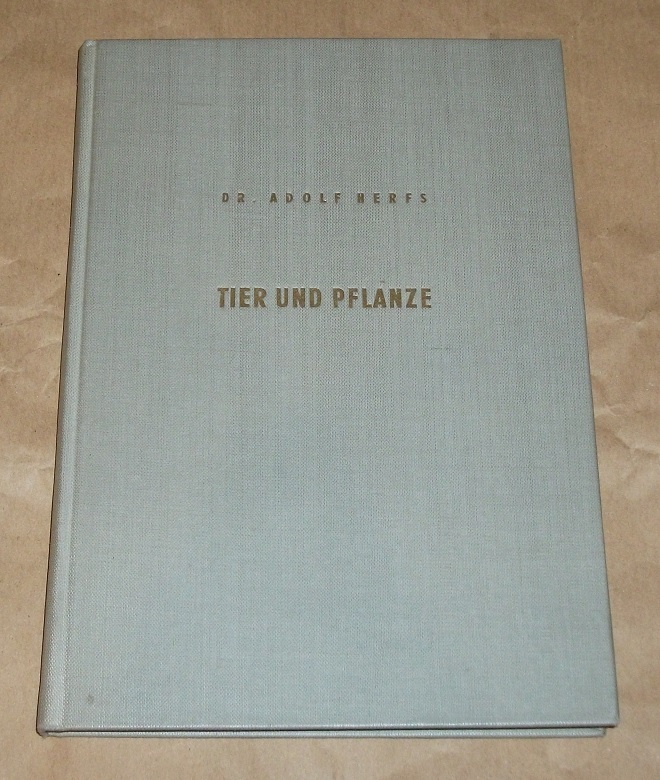 DR. ADOLF HERFS
TIER UND PFLANZE